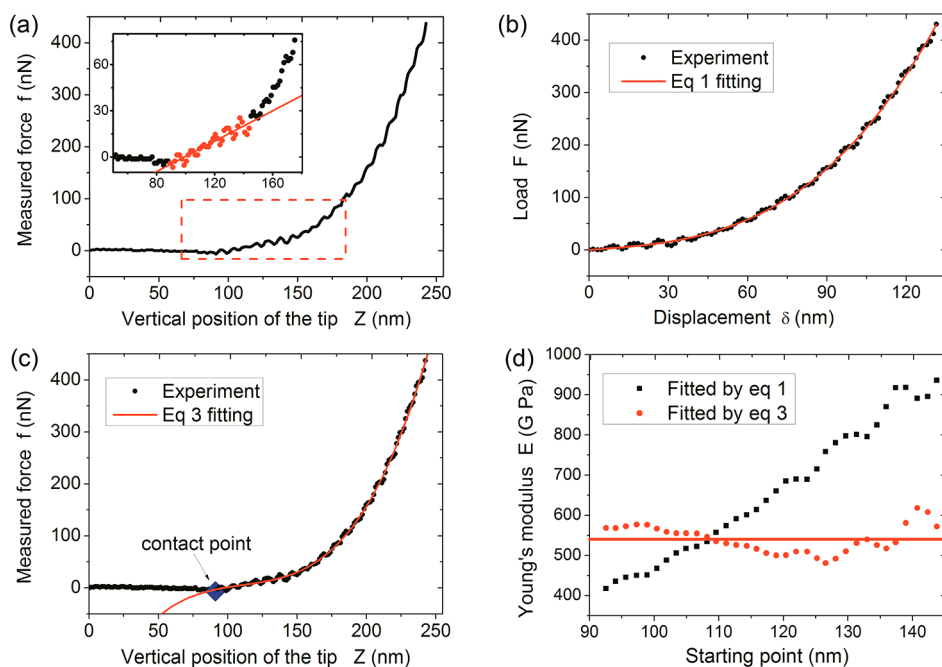 (a)
Measured force f (nN)
400
300
200
100
0
60
30
0
80
120
160
0
50
100
150
200
250
Vertical position of the tip Z (nm)
(b)
Load F (nN)
400
300
200
100
0
Experiment
Eq 1 fitting
0
30
60
90
120
Displacement δ (nm)
(c)
Measured force f (nN)
400
300
200
100
0
Experiment
Eq 3 fitting
contact point
0
50
100
150
200
250
Vertical position of the tip Z (nm)
(d)
Young's modulus E (G Pa)
1000
900
800
700
600
500
400
Fitted by eq 1
Fitted by eq 3
90
100
110
120
130
140
Starting point (nm)